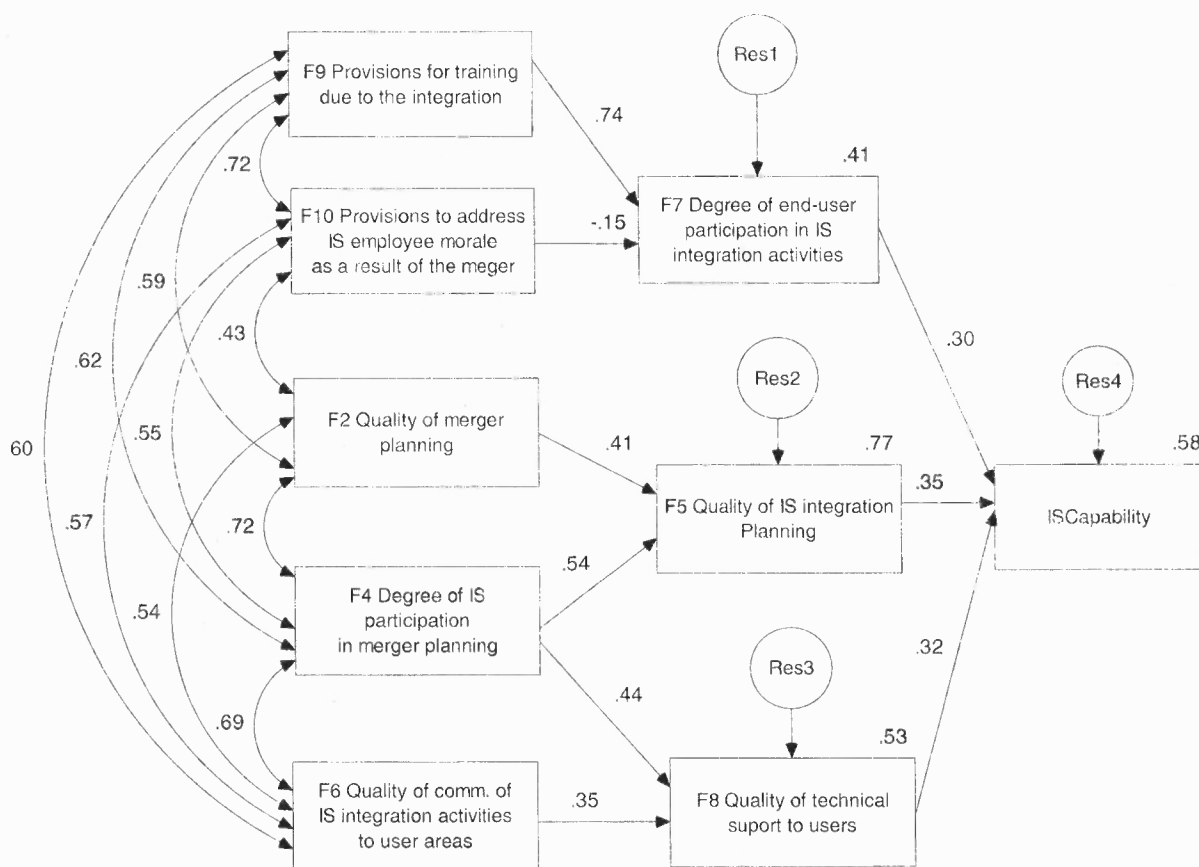 F9 Provisions for training
due to the integration
Res1
.74
.41
.72
F10 Provisions to address
IS employee morale
as a result of the meger
-.15
F7 Degree of end-user
participation in IS
integration activities
.59
.43
.30
.62
Res2
Res4
F2 Quality of merger
planning
.55
.41
.77
.58
60
.35
F5 Quality of IS integration
Planning
ISCapability
.57
.72
.54
F4 Degree of IS
participation
in merger planning
.54
Res3
.32
.44
.69
.53
F6 Quality of comm. of
IS integration activities
to user areas
.35
F8 Quality of technical
suport to users